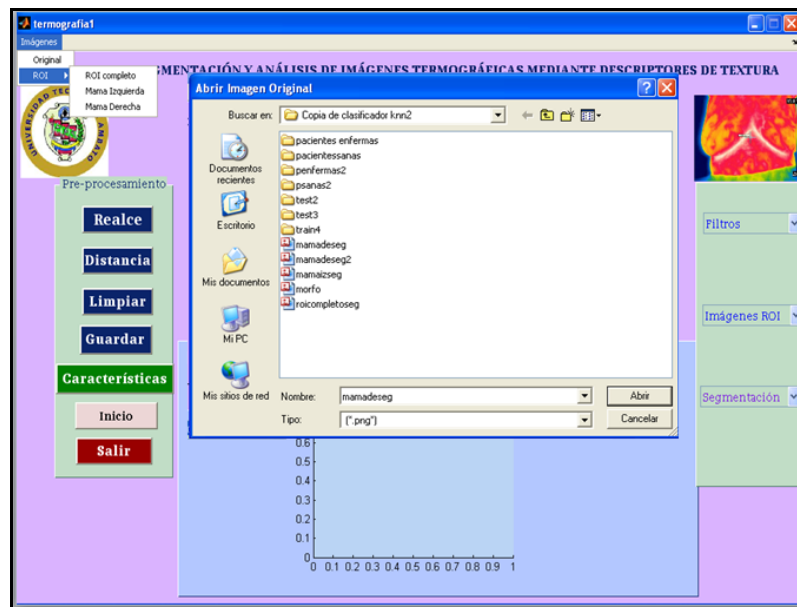 termografia1
Imágenes
Original
ROI
ROI completo
Mama Izquierda
Mama Derecha
MENTACIÓN Y ANÁLISIS DE IMÁGENES TERMOGRÁFICAS MEDIANTE DESCRIPTORES DE TEXTURA
UNIVERSIDAD TEC
AMBATO
Abrir Imagen Original
Buscar en:
Copia de clasificador knn2
Documentos recientes
Escritorio
Mis documentos
Mi PC
Mis sitios de red
pacientes enfermas
pacientessanas
penfermas2
psanas2
test2
test3
train4
mamadeseg
mamadeseg2
mamaizseg
morfo
roicompletoseg
Nombre:
mamadeseg
Abrir
Tipo:
(*.png")
Cancelar
Pre-procesamiento
Realce
Distancia
Limpiar
Guardar
Características
Inicio
Salir
Filtros
Imágenes ROI
Segmentación
0.6
0.5
0.4
0.3
0.2
0.1
0
0 0.1 0.2 0.3 0.4 0.5 0.6 0.7 0.8 0.9 1